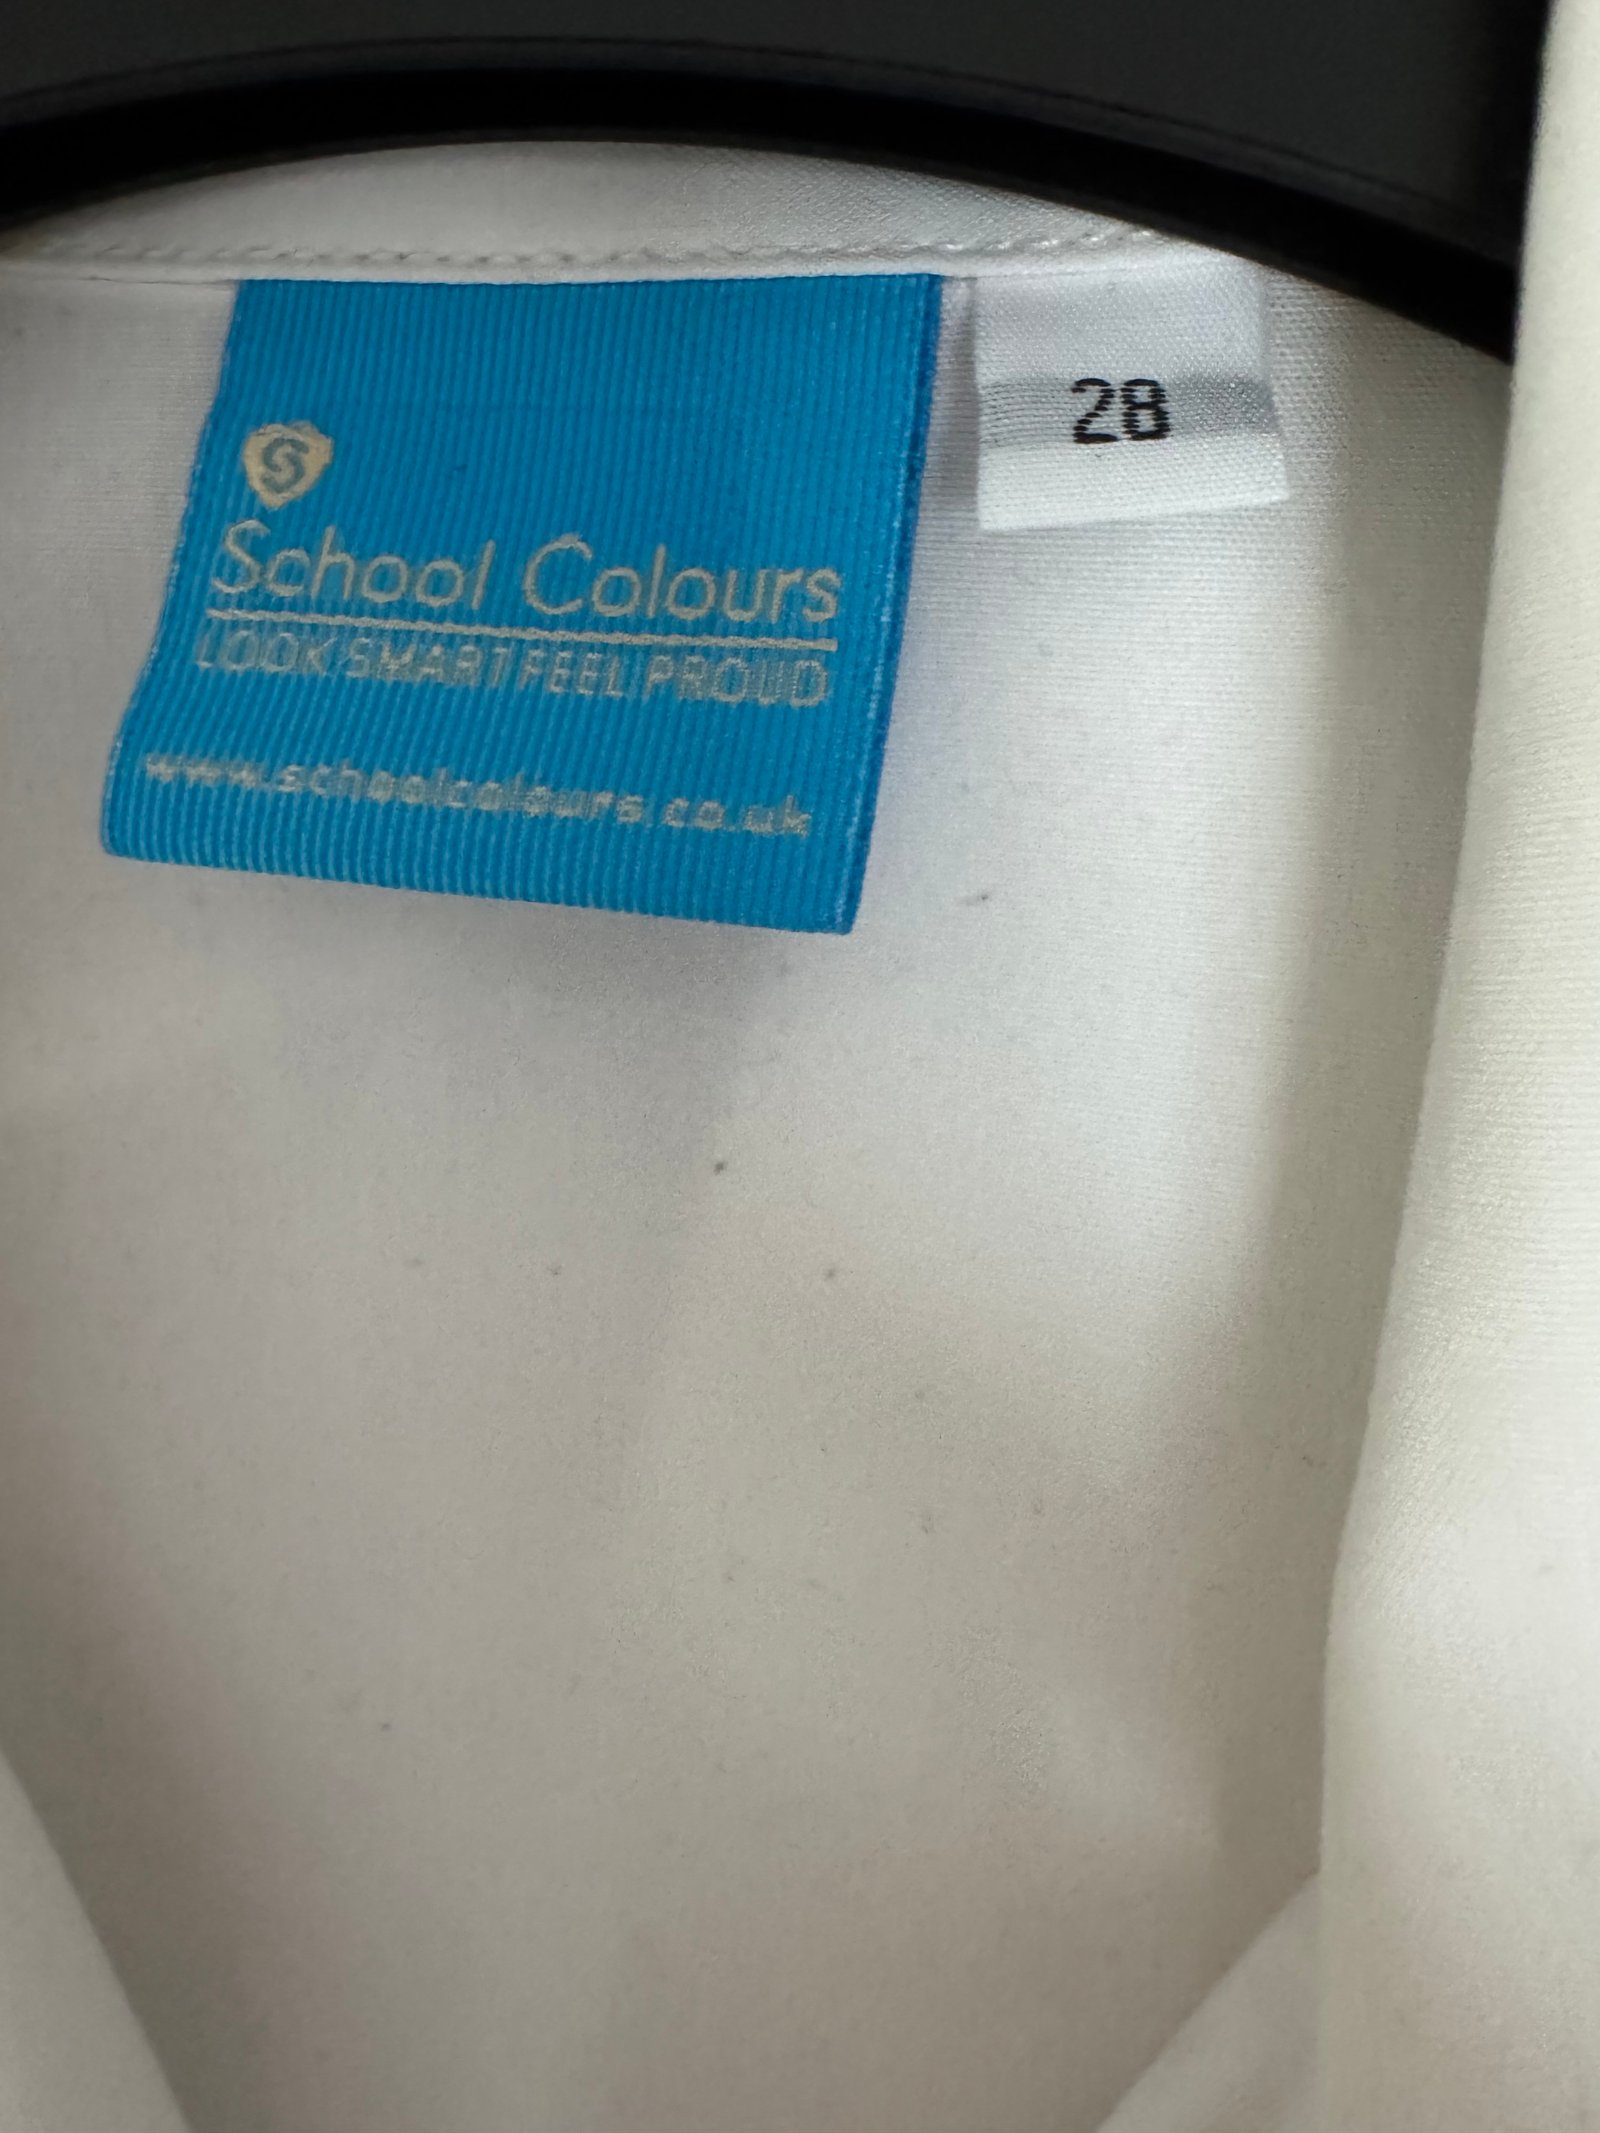 28
S
School Colours
LOOK SMART FEEL PROUD
www.schoolcolours.co.uk